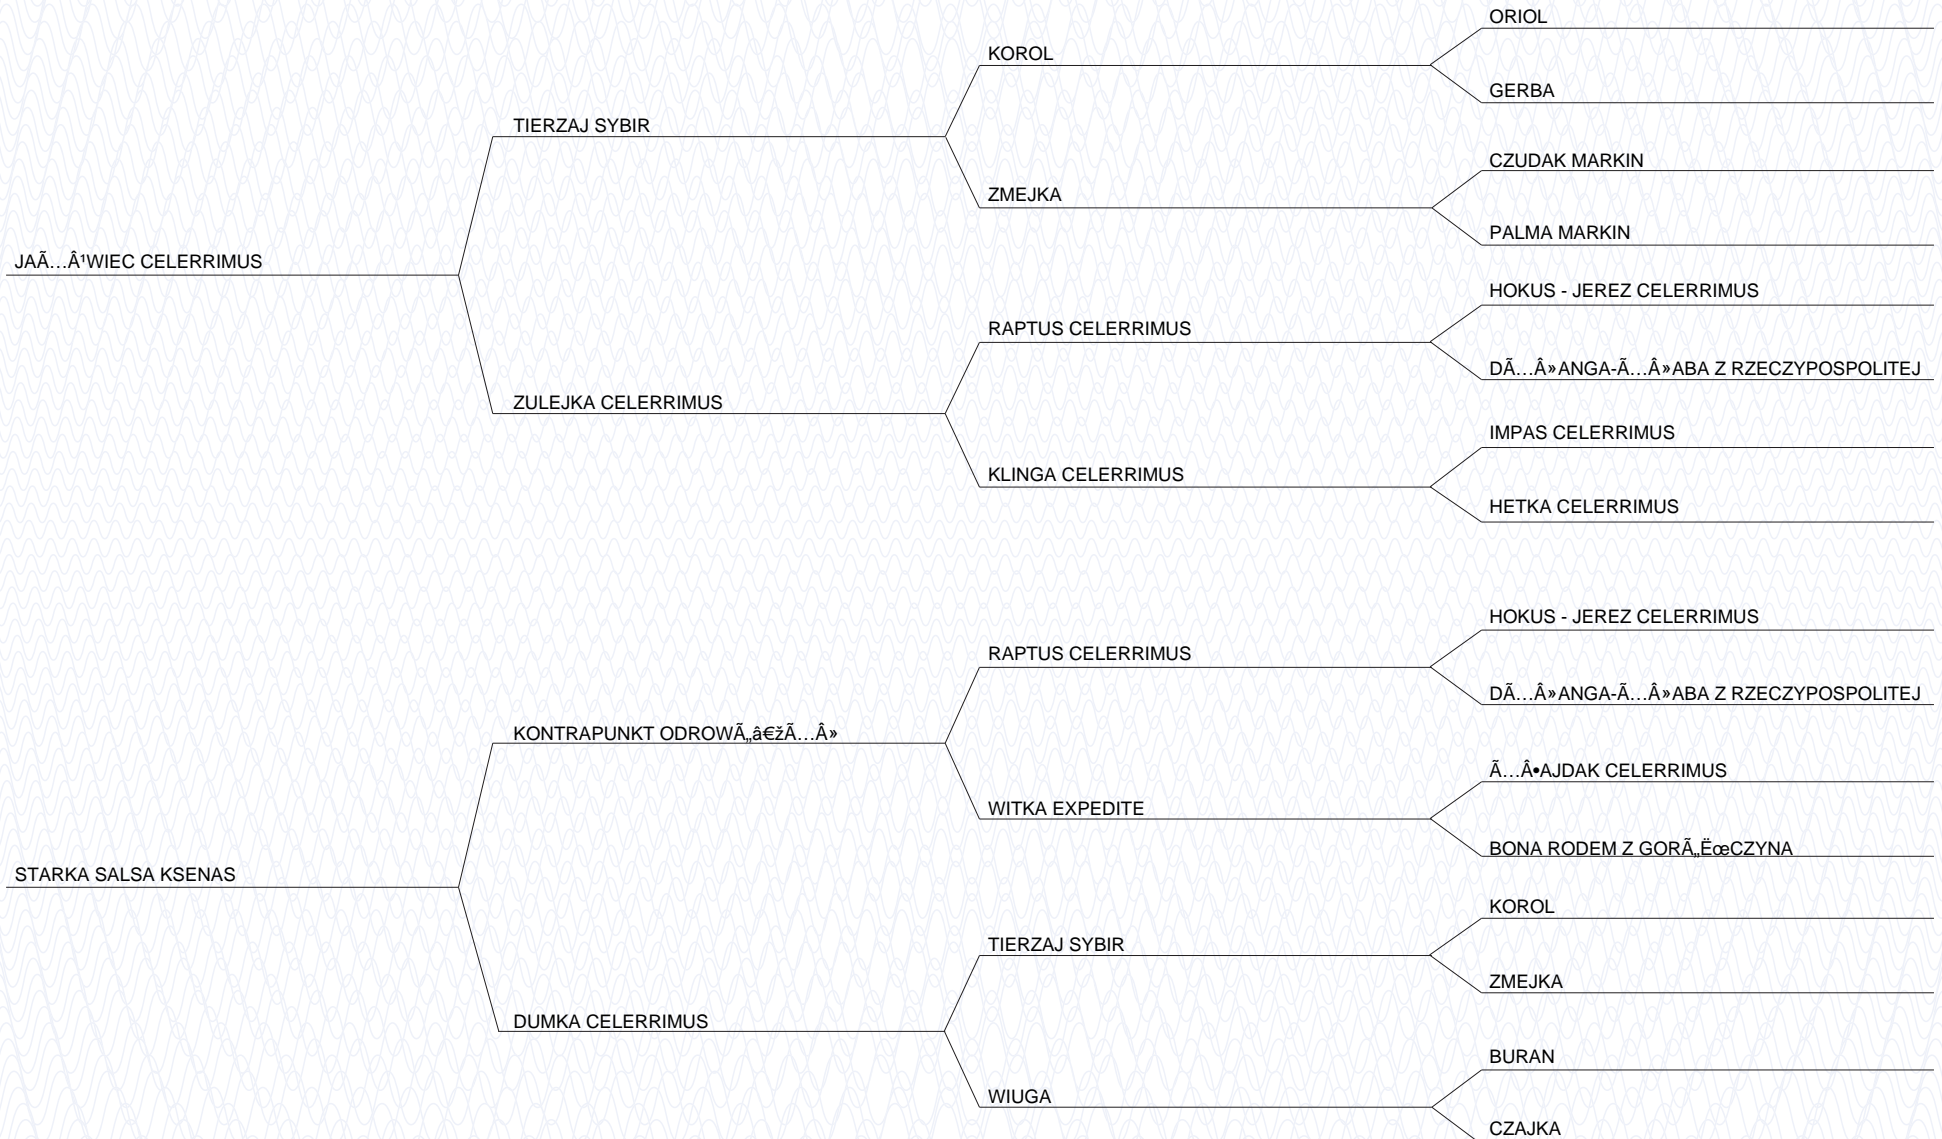 ORIOL
KOROL
GERBA
TIERZAJ SYBIR
CZUDAK MARKIN
ZMEJKA
PALMA MARKIN
JAÃ…Â¹WIEC CELERRIMUS
HOKUS - JEREZ CELERRIMUS
RAPTUS CELERRIMUS
DÃ…Â»ANGA-Ã…Â»ABA Z RZECZYPOSPOLITEJ
ZULEJKA CELERRIMUS
IMPAS CELERRIMUS
KLINGA CELERRIMUS
HETKA CELERRIMUS
HOKUS - JEREZ CELERRIMUS
RAPTUS CELERRIMUS
DÃ…Â»ANGA-Ã…Â»ABA Z RZECZYPOSPOLITEJ
KONTRAPUNKT ODROWÃ„â€žÃ…Â»
Ã…Â•AJDAK CELERRIMUS
WITKA EXPEDITE
BONA RODEM Z GORÃ„ËœCZYNA
STARKA SALSA KSENAS
KOROL
TIERZAJ SYBIR
ZMEJKA
DUMKA CELERRIMUS
BURAN
WIUGA
CZAJKA